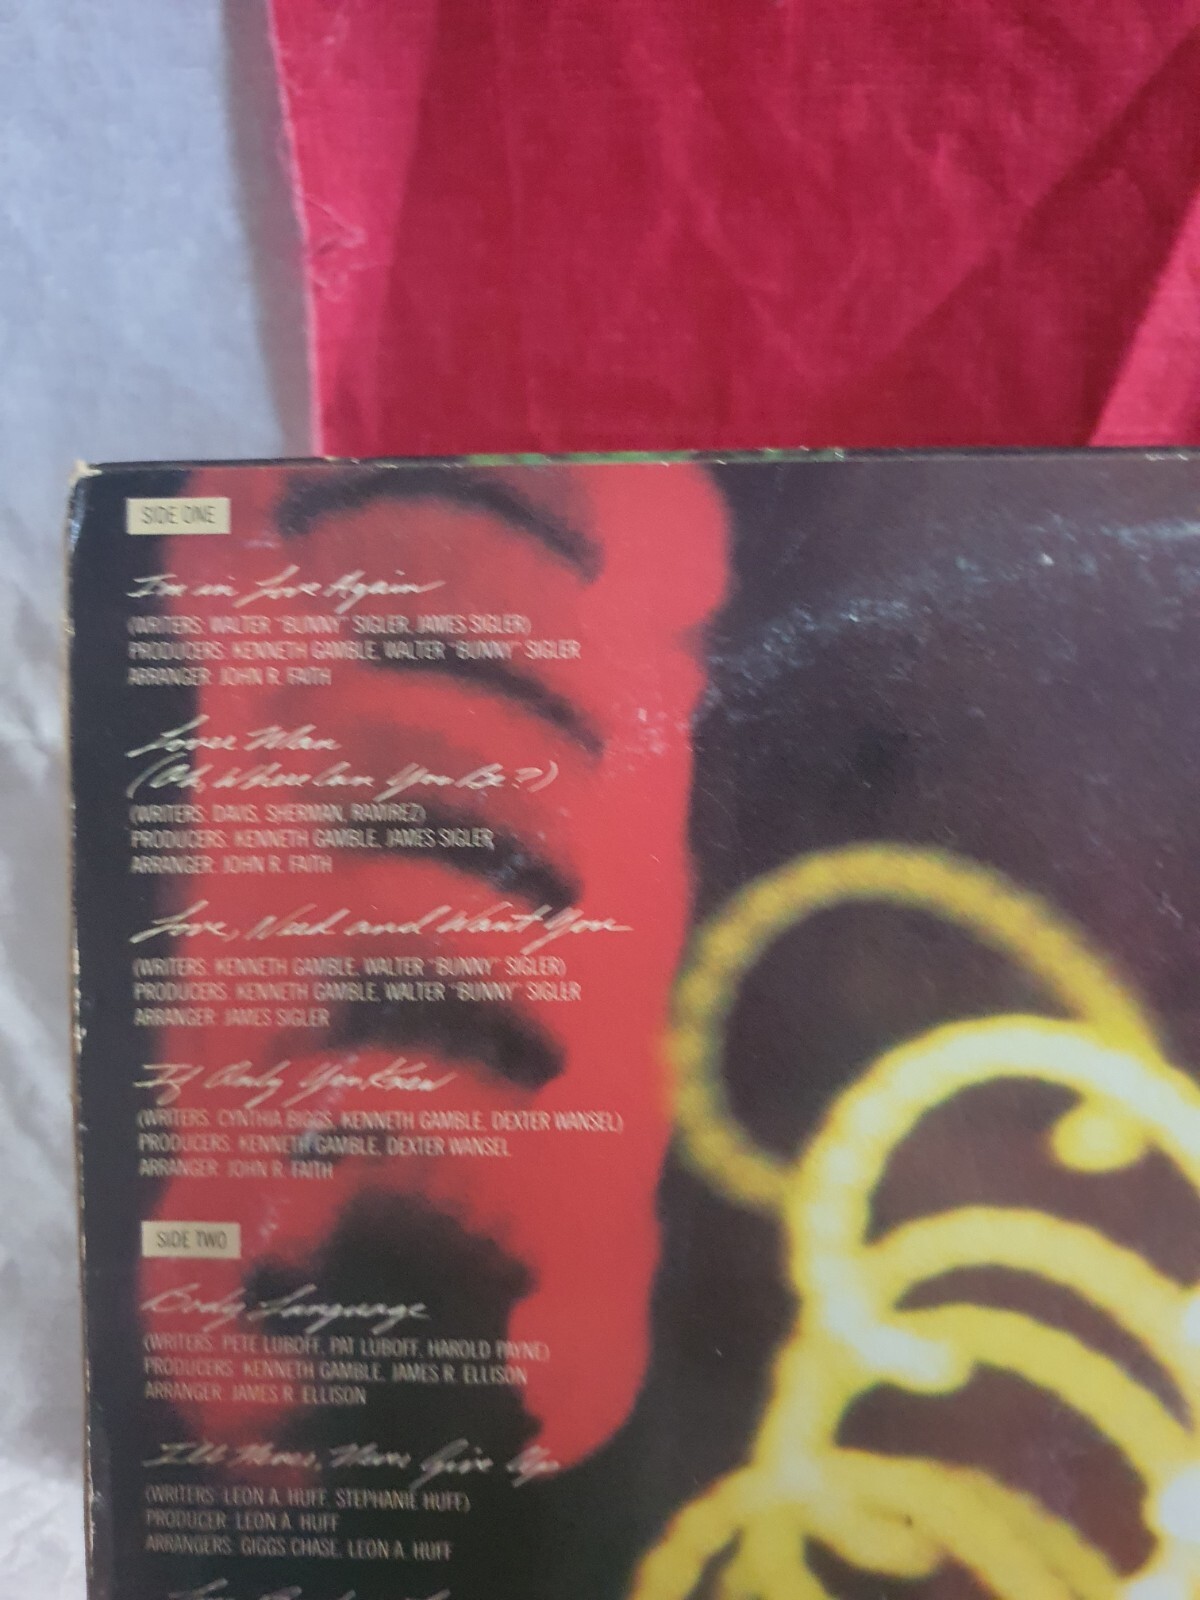 SIDE ONE
I'm in Love Again
(WRITERS: WALTER "BUNNY" SIGLER, JAMES SIGLER)
PRODUCERS: KENNETH GAMBLE, WALTER "BUNNY" SIGLER
ARRANGER: JOHN R. FAITH
Lover Man
(Oh, Where Can You Be?)
(WRITERS: DAVIS, SHERMAN, RAMIREZ)
PRODUCERS: KENNETH GAMBLE, JAMES SIGLER
ARRANGER: JOHN R. FAITH
Love, Need and Want You
(WRITERS: KENNETH GAMBLE, WALTER "BUNNY" SIGLER)
PRODUCERS: KENNETH GAMBLE, WALTER "BUNNY" SIGLER
ARRANGER: JAMES SIGLER
If Only You Knew
(WRITERS: CYNTHIA BIGGS, KENNETH GAMBLE, DEXTER WANSEL)
PRODUCERS: KENNETH GAMBLE, DEXTER WANSEL
ARRANGER: JOHN R. FAITH
SIDE TWO
Body Language
(WRITERS: PETE LUBOFF, PAT LUBOFF, HAROLD PAYNE)
PRODUCERS: KENNETH GAMBLE, JAMES R. ELLISON
ARRANGER: JAMES R. ELLISON
I'll Never, Never Give Up
(WRITERS: LEON A. HUFF, STEPHANIE HUFF)
PRODUCER: LEON A. HUFF
ARRANGERS: GIGGS CHASE, LEON A. HUFF